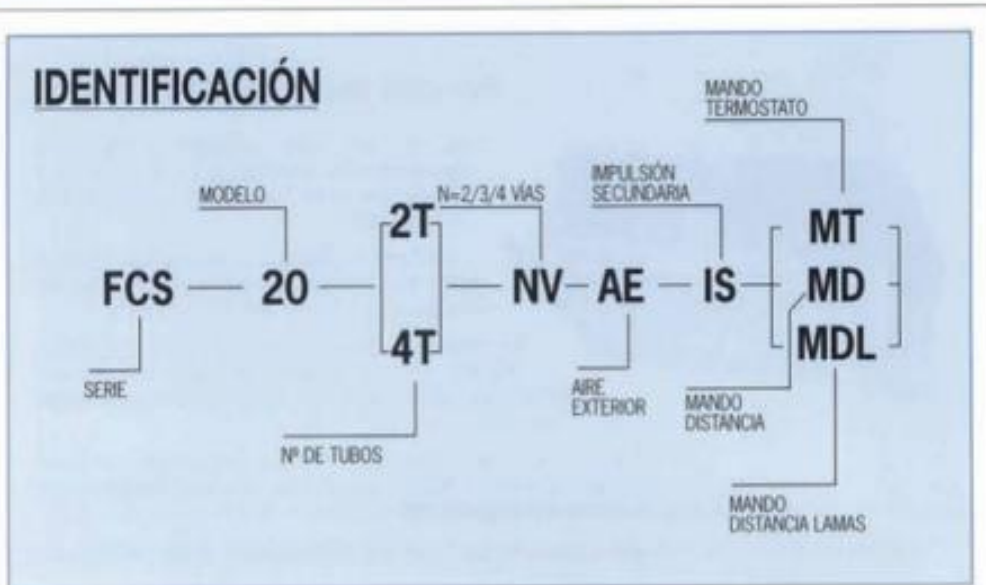 IDENTIFICACIÓN
MANDO
TERMOSTATO
MODELO
N=2/3/4 VÍAS
IMPULSIÓN
SECUNDARIA
2T
MT
FCS — 20 — NV — AE — IS — MD
4T
MDL
SERIE
AIRE
EXTERIOR
MANDO
DISTANCIA
Nº DE TUBOS
MANDO
DISTANCIA LAMAS